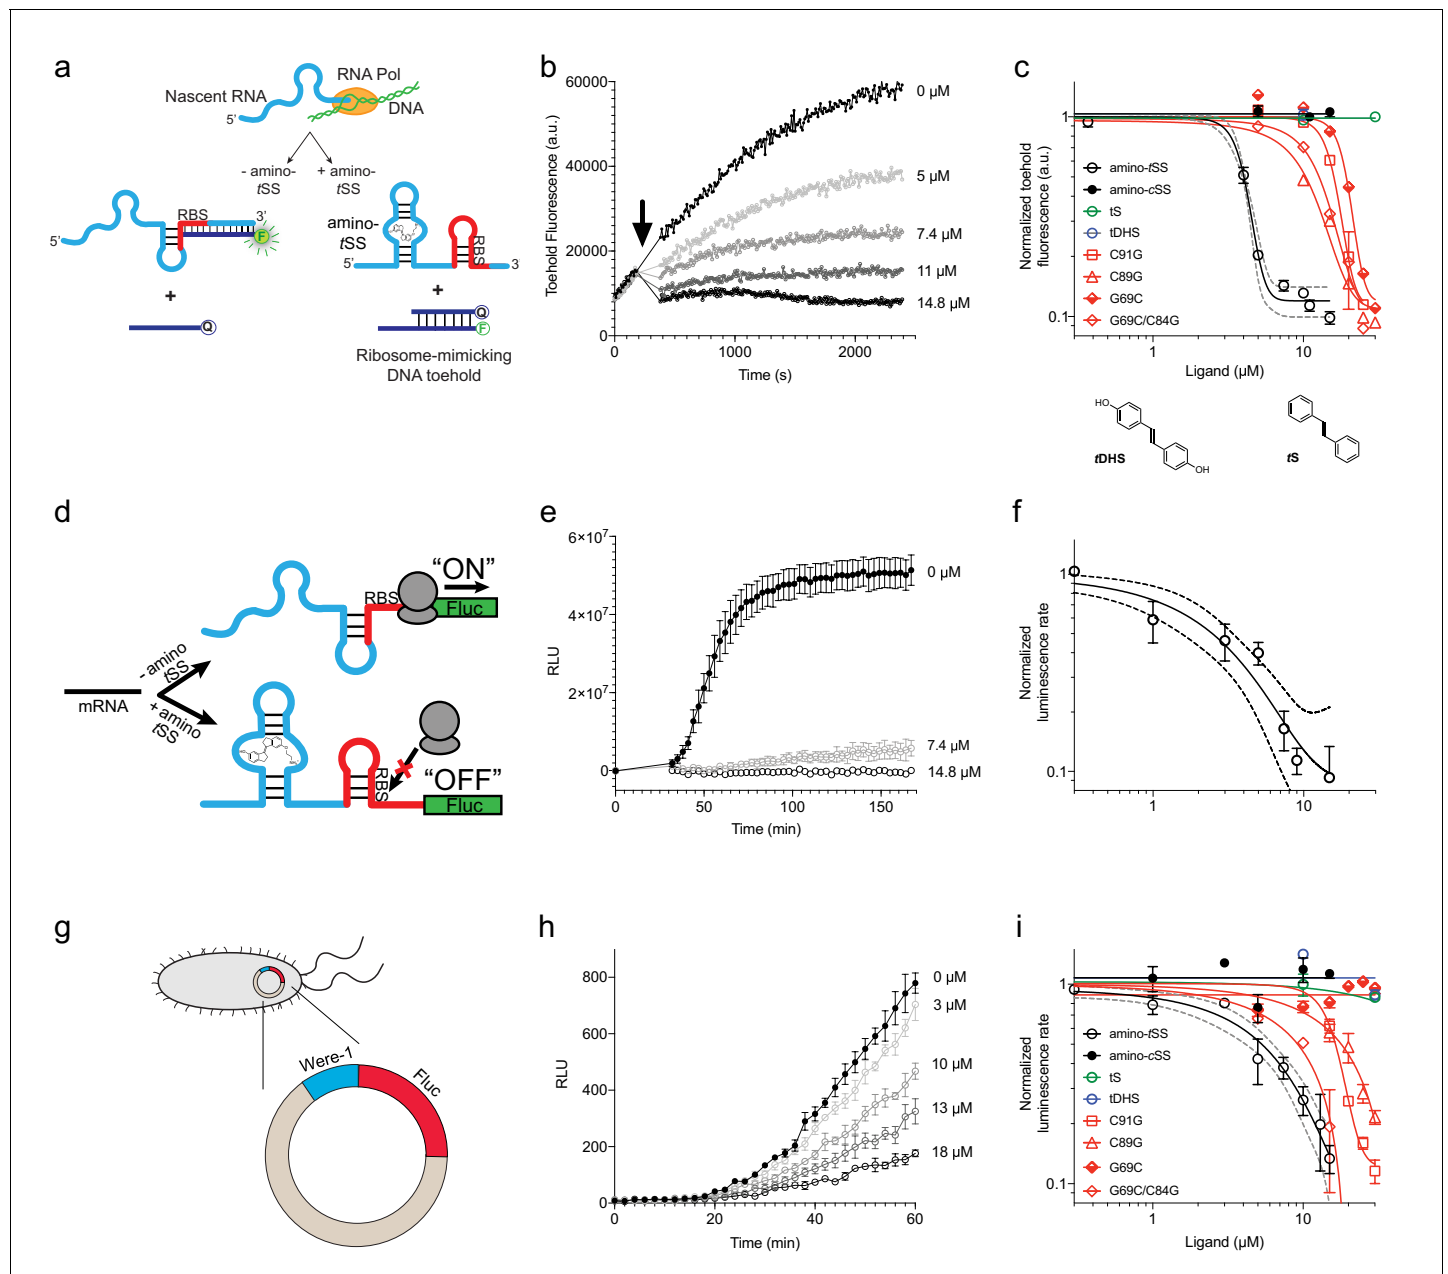 a
RNA Pol
Nascent RNA
DNA
5'
- amino-
tSS
+ amino-
tSS
RBS
3'
F
5'
amino-
tSS
RBS
5'
3'
+
+
Q
Q
F
Ribosome-mimicking
DNA toehold
b
Toehold Fluorescence (a.u.)
60000
40000
20000
0
0 µM
5 µM
7.4 µM
11 µM
14.8 µM
0
1000
2000
Time (s)
c
Normalized toehold
fluorescence (a.u.)
1
0.1
amino-tSS
amino-cSS
tS
tDHS
C91G
C89G
G69C
G69C/C84G
1
10
Ligand (µM)
HO
OH
tDHS
tS
d
"ON"
RBS
Fluc
- amino
tSS
mRNA
+ amino
tSS
RBS
"OFF"
Fluc
e
RLU
6×10⁷
4×10⁷
2×10⁷
0
0 µM
7.4 µM
14.8 µM
0
50
100
150
Time (min)
f
Normalized
luminescence rate
1
0.1
1
10
g
Were-1
Fluc
h
RLU
800
600
400
200
0
0 µM
3 µM
10 µM
13 µM
18 µM
0
20
40
60
Time (min)
i
Normalized
luminescence rate
1
0.1
amino-tSS
amino-cSS
tS
tDHS
C91G
C89G
G69C
G69C/C84G
1
10
Ligand (µM)